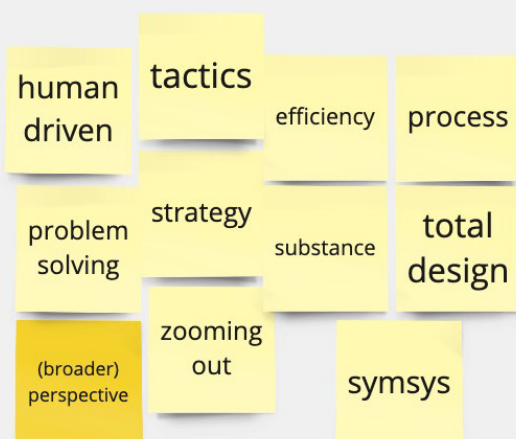 human
driven
tactics
efficiency
process
problem
solving
strategy
substance
total
design
(broader)
perspective
zooming
out
symsys